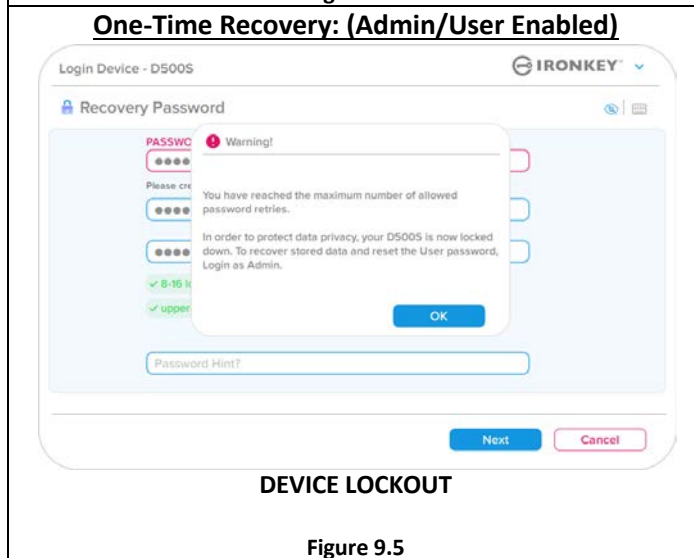 One-Time Recovery: (Admin/User Enabled)
Login Device - D500S
IRONKEY
Recovery Password
PASSWO
Warning!
Please cre
You have reached the maximum number of allowed
password retries.
In order to protect data privacy, your D500S is now locked
down. To recover stored data and reset the User password,
Login as Admin.
8-16
upper
OK
Password Hint?
Next
Cancel
DEVICE LOCKOUT
Figure 9.5